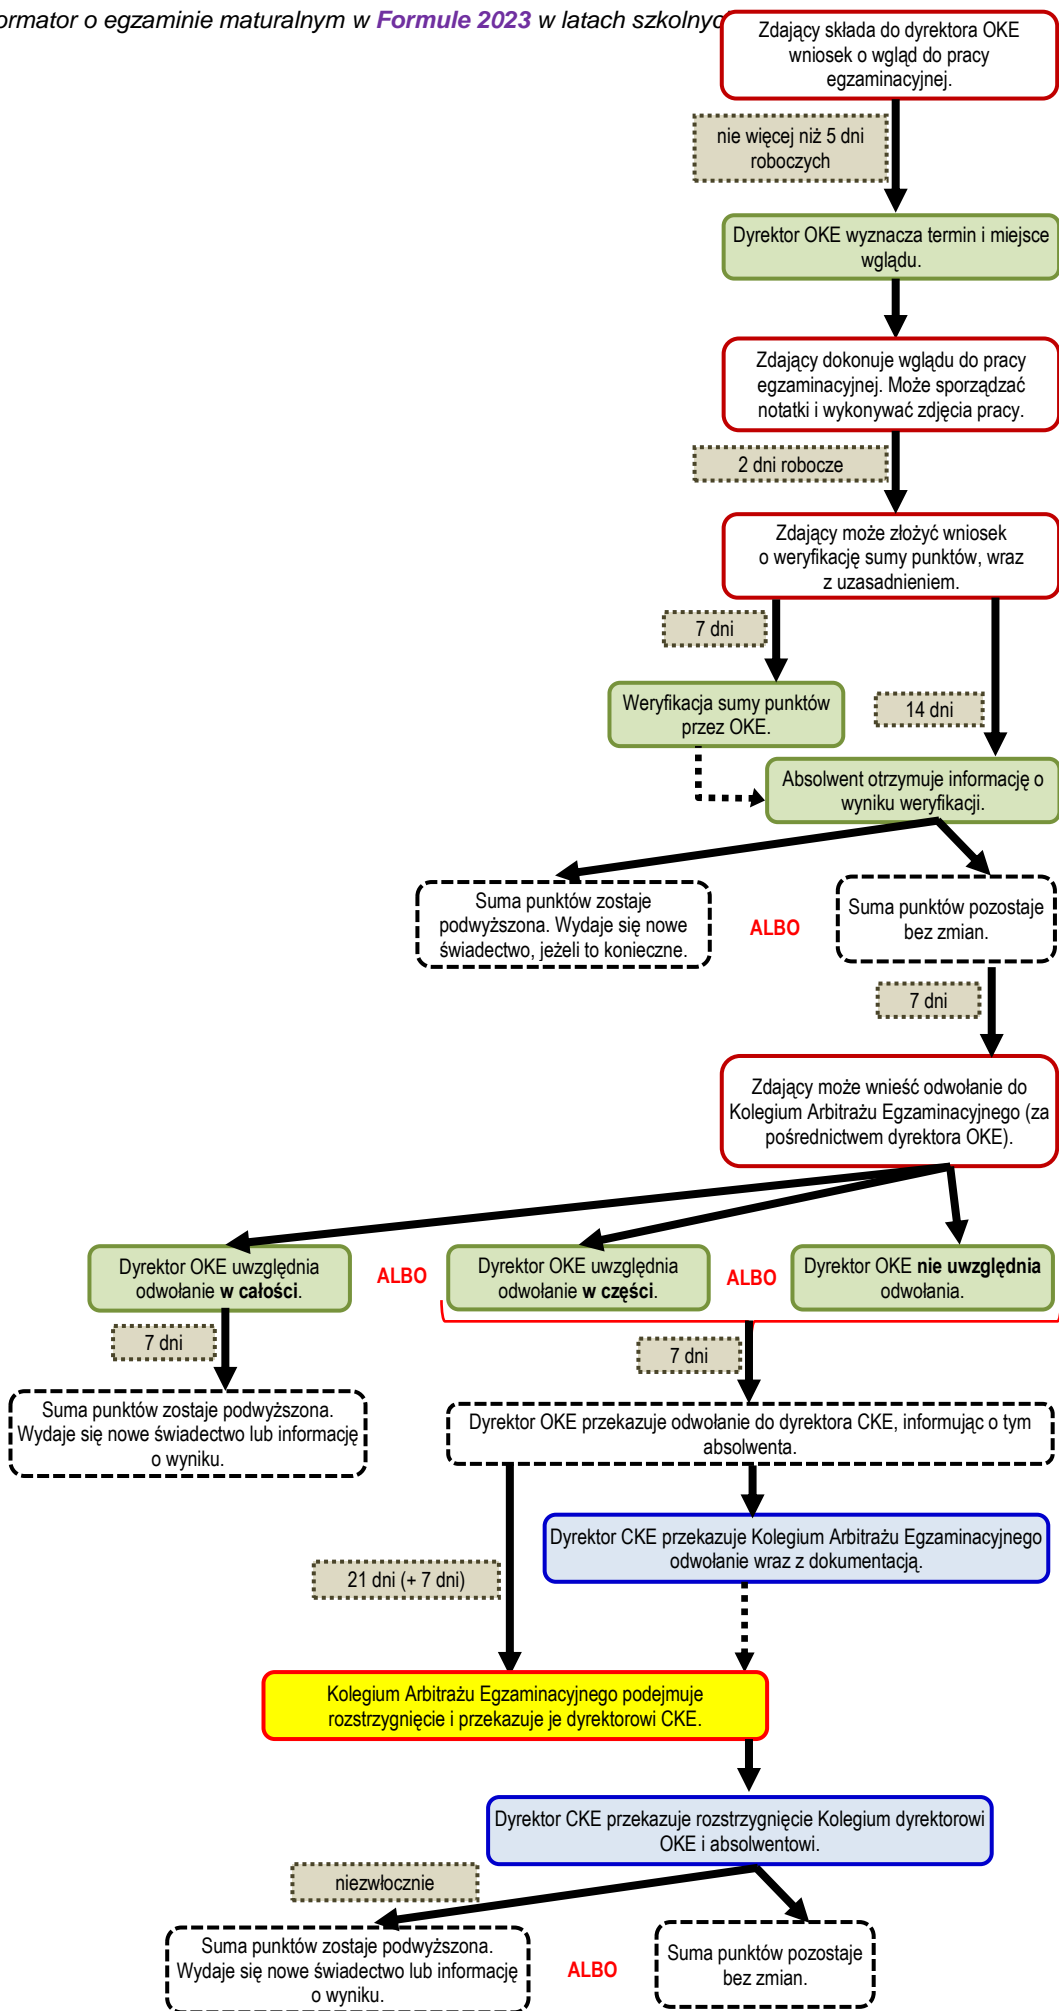 ormator o egzaminie maturalnym w Formule 2023 w latach szkolnyc
Zdający składa do dyrektora OKE
wniosek o wgląd do pracy
egzaminacyjnej.
nie więcej niż 5 dni
roboczych
Dyrektor OKE wyznacza termin i miejsce
wglądu.
Zdający dokonuje wglądu do pracy
egzaminacyjnej. Może sporządzać
notatki i wykonywać zdjęcia pracy.
2 dni robocze
Zdający może złożyć wniosek
o weryfikację sumy punktów, wraz
z uzasadnieniem.
7 dni
Weryfikacja sumy punktów
przez OKE.
14 dni
Absolwent otrzymuje informację o
wyniku weryfikacji.
Suma punktów zostaje
podwyższona. Wydaje się nowe
świadectwo, jeżeli to konieczne.
ALBO
Suma punktów pozostaje
bez zmian.
7 dni
Zdający może wnieść odwołanie do
Kolegium Arbitrażu Egzaminacyjnego (za
pośrednictwem dyrektora OKE).
Dyrektor OKE uwzględnia
odwołanie w całości.
ALBO
Dyrektor OKE uwzględnia
odwołanie w części.
ALBO
Dyrektor OKE nie uwzględnia
odwołania.
7 dni
7 dni
Suma punktów zostaje podwyższona.
Wydaje się nowe świadectwo lub informację
o wyniku.
Dyrektor OKE przekazuje odwołanie do dyrektora CKE, informując o tym
absolwenta.
Dyrektor CKE przekazuje Kolegium Arbitrażu Egzaminacyjnego
odwołanie wraz z dokumentacją.
21 dni (+ 7 dni)
Kolegium Arbitrażu Egzaminacyjnego podejmuje
rozstrzygnięcie i przekazuje je dyrektorowi CKE.
Dyrektor CKE przekazuje rozstrzygnięcie Kolegium dyrektorowi
OKE i absolwentowi.
niezwłocznie
Suma punktów zostaje podwyższona.
Wydaje się nowe świadectwo lub informację
o wyniku.
ALBO
Suma punktów pozostaje
bez zmian.